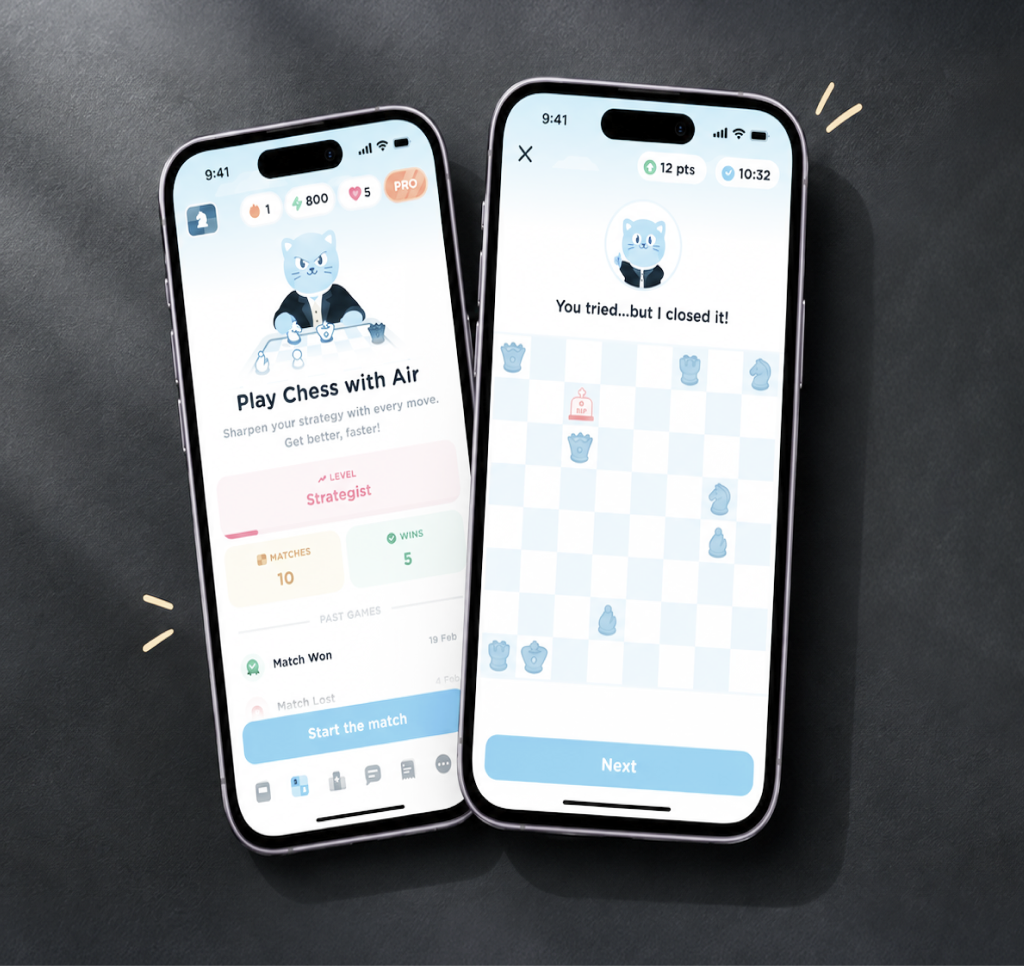 9:41
1
800
5
PRO
Play Chess with Air
Sharpen your strategy with every move.
Get better, faster!
LEVEL
Strategist
MATCHES
10
WINS
5
PAST GAMES
Match Won
19 Feb
Match Lost
4 Feb
Start the match
9:41
12 pts
10:32
You tried...but I closed it!
RIP
Next